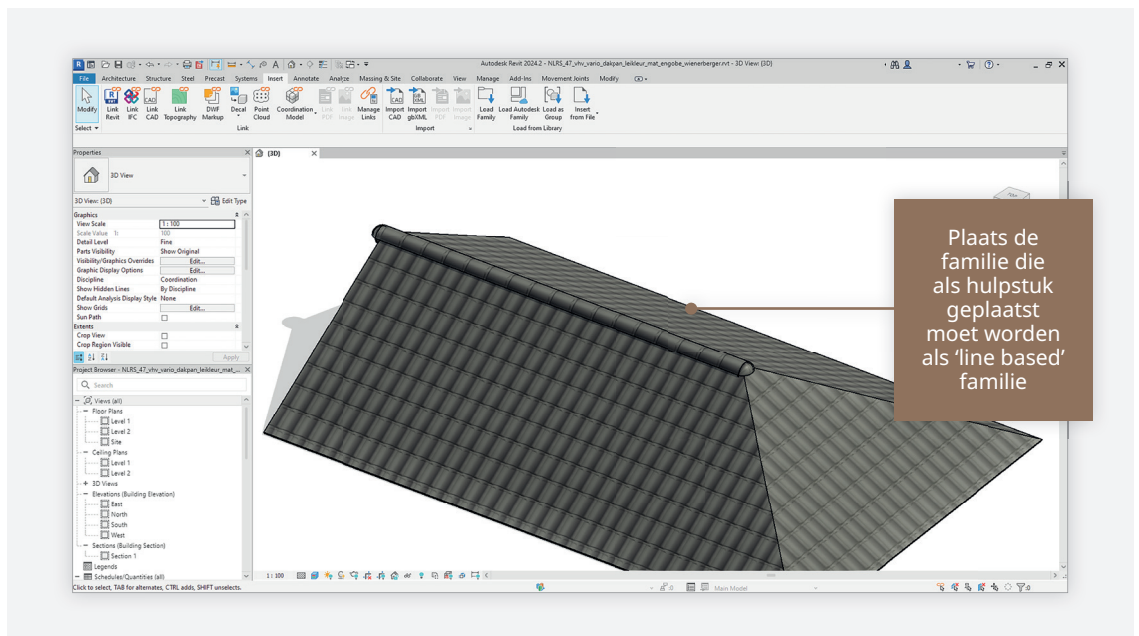 Autodesk Revit 2024.2 - NLRS_47_vhv_vario_dakpan_leikleur_mat_engobe_wienerberger.rvt - 3D View: {3D}
File Architecture Structure Steel Precast Systems Insert Annotate Analyze Massing & Site Collaborate View Manage Add-Ins Movement Joints Modify
Modify Link Revit Link IFC Link CAD Link Topography DWF Markup Decal Point Cloud Coordination Model Link PDF Link Image Manage Links Import CAD Import gbXML Import PDF Import Image Load Family Load Autodesk Family Load as Group Insert from File
Select Link Import Load from Library
Properties
{3D}
3D View
3D View: {3D} Edit Type
Graphics
View Scale 1 : 100
Scale Value 1: 100
Detail Level Fine
Parts Visibility Show Original
Visibility/Graphics Overrides Edit...
Graphic Display Options Edit...
Discipline Coordination
Show Hidden Lines By Discipline
Default Analysis Display Style None
Show Grids Edit...
Sun Path
Extents
Crop View
Crop Region Visible
Apply
Project Browser - NLRS_47_vhv_vario_dakpan_leikleur_mat_...
Search
Views (all)
Floor Plans
Level 1
Level 2
Site
Ceiling Plans
Level 1
Level 2
3D Views
Elevations (Building Elevation)
East
North
South
West
Sections (Building Section)
Section 1
Legends
Schedules/Quantities (all)
Plaats de
familie die
als hulpstuk
geplaatst
moet worden
als ‘line based’
familie
1 : 100
Click to select, TAB for alternates, CTRL adds, SHIFT unselects.
:0 Main Model :0